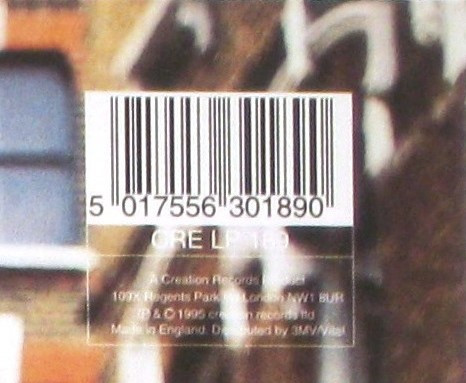 5 017556 301890
CRE LP 189
A Creation Records Product
109X Regents Park Rd London NW1 8UR
℗ & © 1995 creation records ltd
Made in England. Distributed by 3MV/Vital